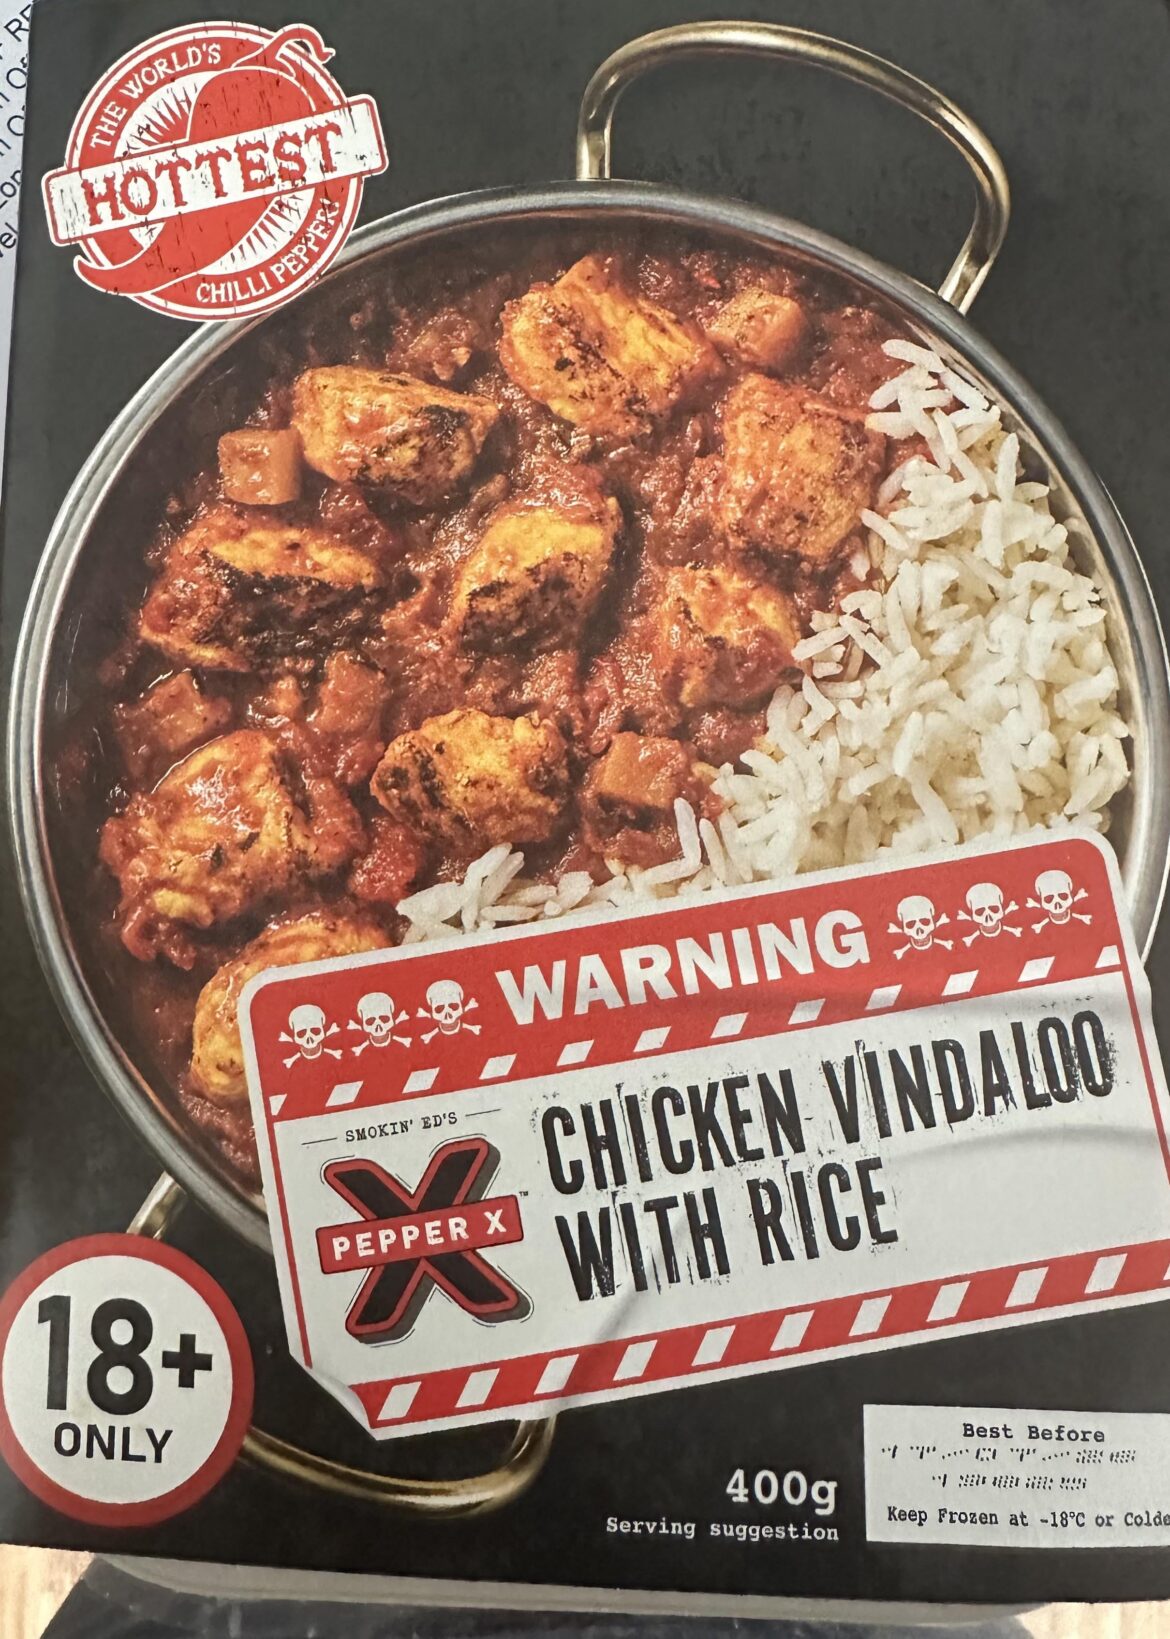 THE WORLD'S
HOTTEST
CHILLI PEPPER!
WARNING
SMOKIN' ED'S
PEPPER X
™
CHICKEN VINDALOO
WITH RICE
18+
ONLY
400g
Serving suggestion
Best Before
Keep Frozen at -18°C or Colde